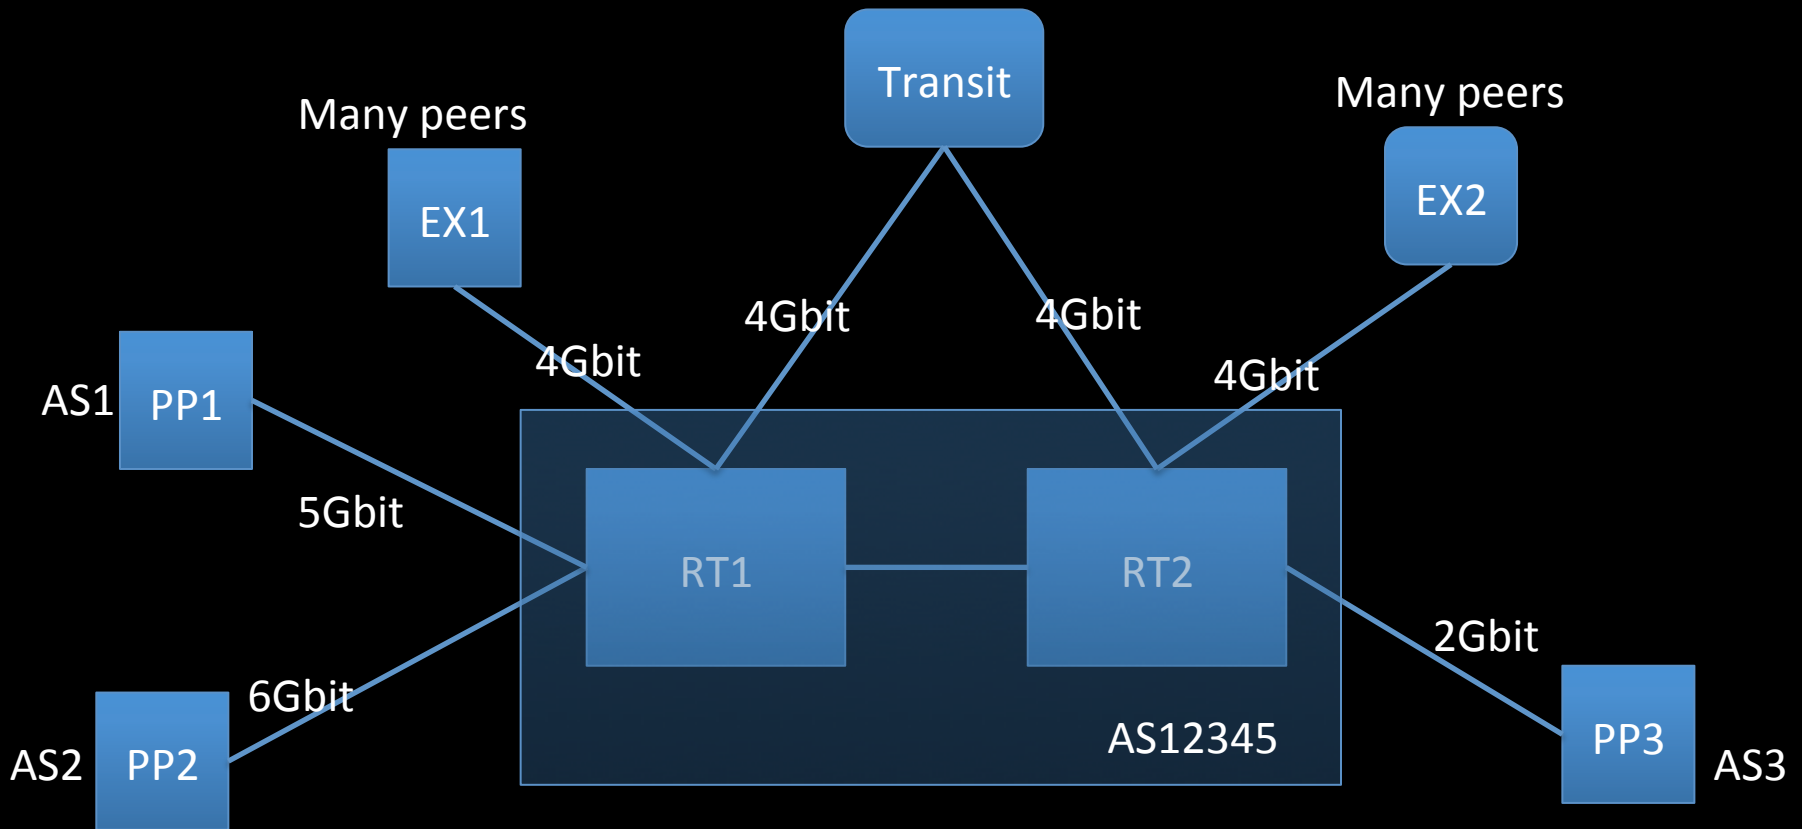 Transit
Many peers
Many peers
EX1
EX2
4Gbit
4Gbit
4Gbit
4Gbit
AS1
PP1
5Gbit
RT1
RT2
2Gbit
6Gbit
AS12345
PP3
AS3
AS2
PP2